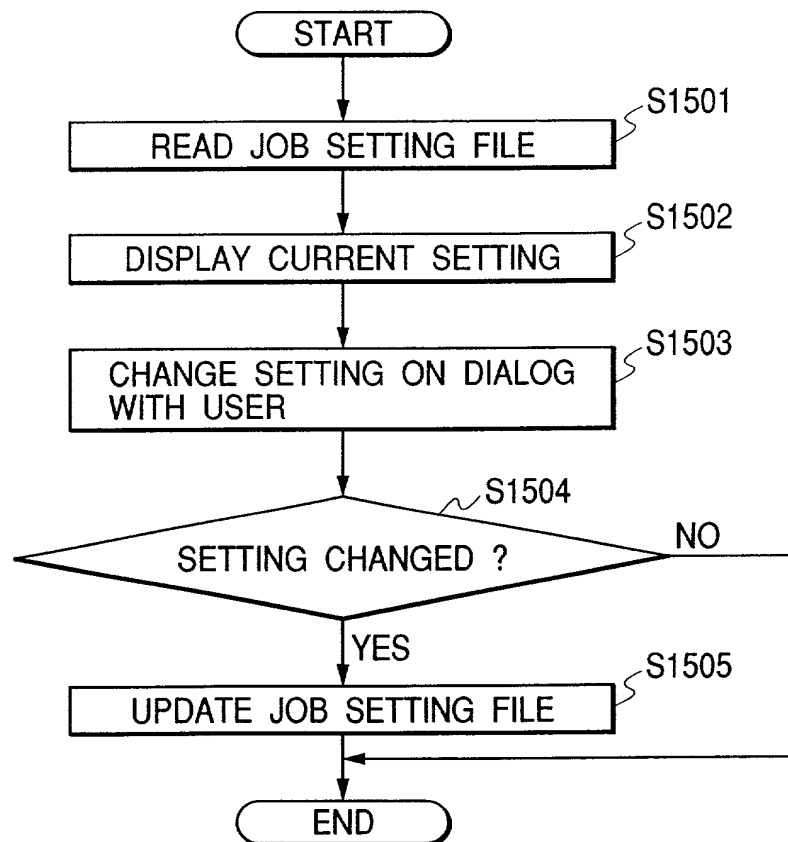 START
S1501
READ JOB SETTING FILE
S1502
DISPLAY CURRENT SETTING
S1503
CHANGE SETTING ON DIALOG
WITH USER
S1504
SETTING CHANGED ?
NO
YES
S1505
UPDATE JOB SETTING FILE
END